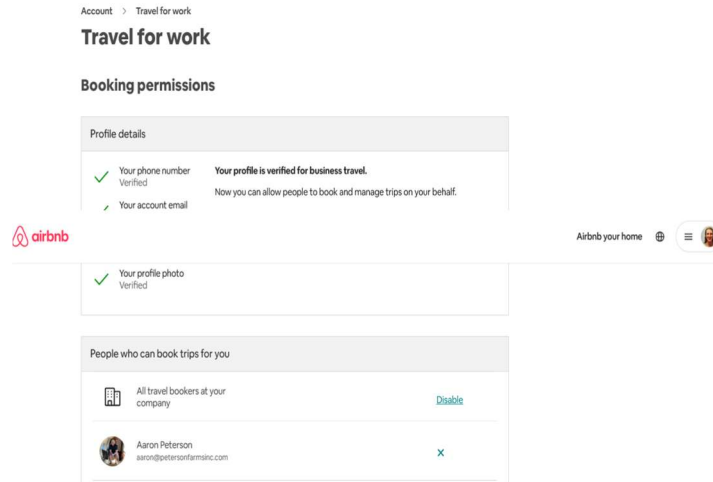 Account > Travel for work
Travel for work
Booking permissions
Profile details
Your phone number
Verified
Your profile is verified for business travel.
Now you can allow people to book and manage trips on your behalf.
Your account email
airbnb
Airbnb your home
Your profile photo
Verified
People who can book trips for you
All travel bookers at your
company
Disable
Aaron Peterson
aaron@petersonfarmsinc.com